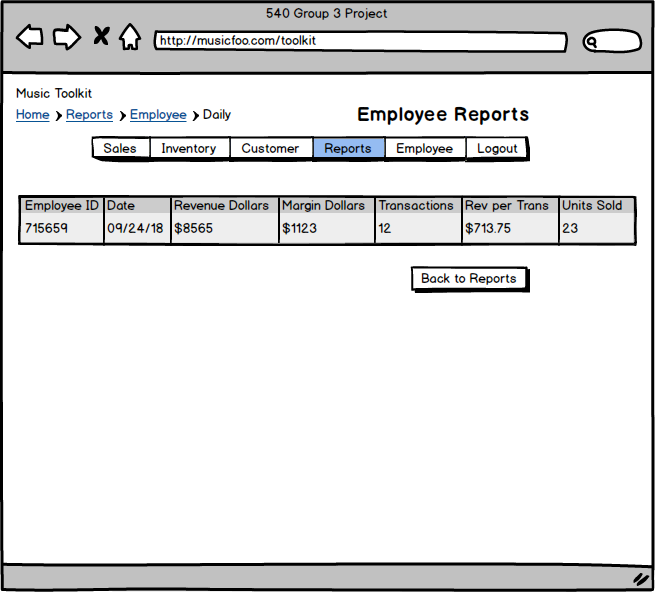 540 Group 3 Project
http://musicfoo.com/toolkit
Music Toolkit
Home > Reports > Employee > Daily
Employee Reports
Sales Inventory Customer Reports Employee Logout
Employee ID Date Revenue Dollars Margin Dollars Transactions Rev per Trans Units Sold
715659 09/24/18 $8565 $1123 12 $713.75 23
Back to Reports